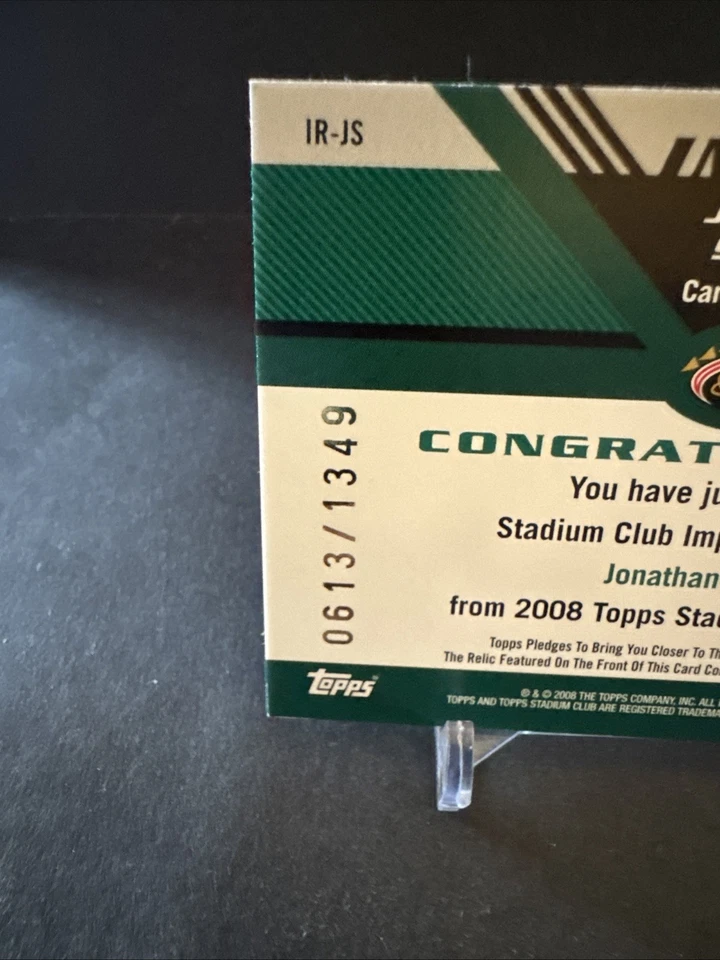 IR-JS
CONGRAT
You have ju
Stadium Club Imp
Jonathan
from 2008 Topps Sta
Topps Pledges To Bring You Closer To Th
The Relic Featured On The Front Of This Card Co
0613/1349
Topps
® & © 2008 THE TOPPS COMPANY, INC. ALL
TOPPS AND TOPPS STADIUM CLUB ARE REGISTERED TRADEMA